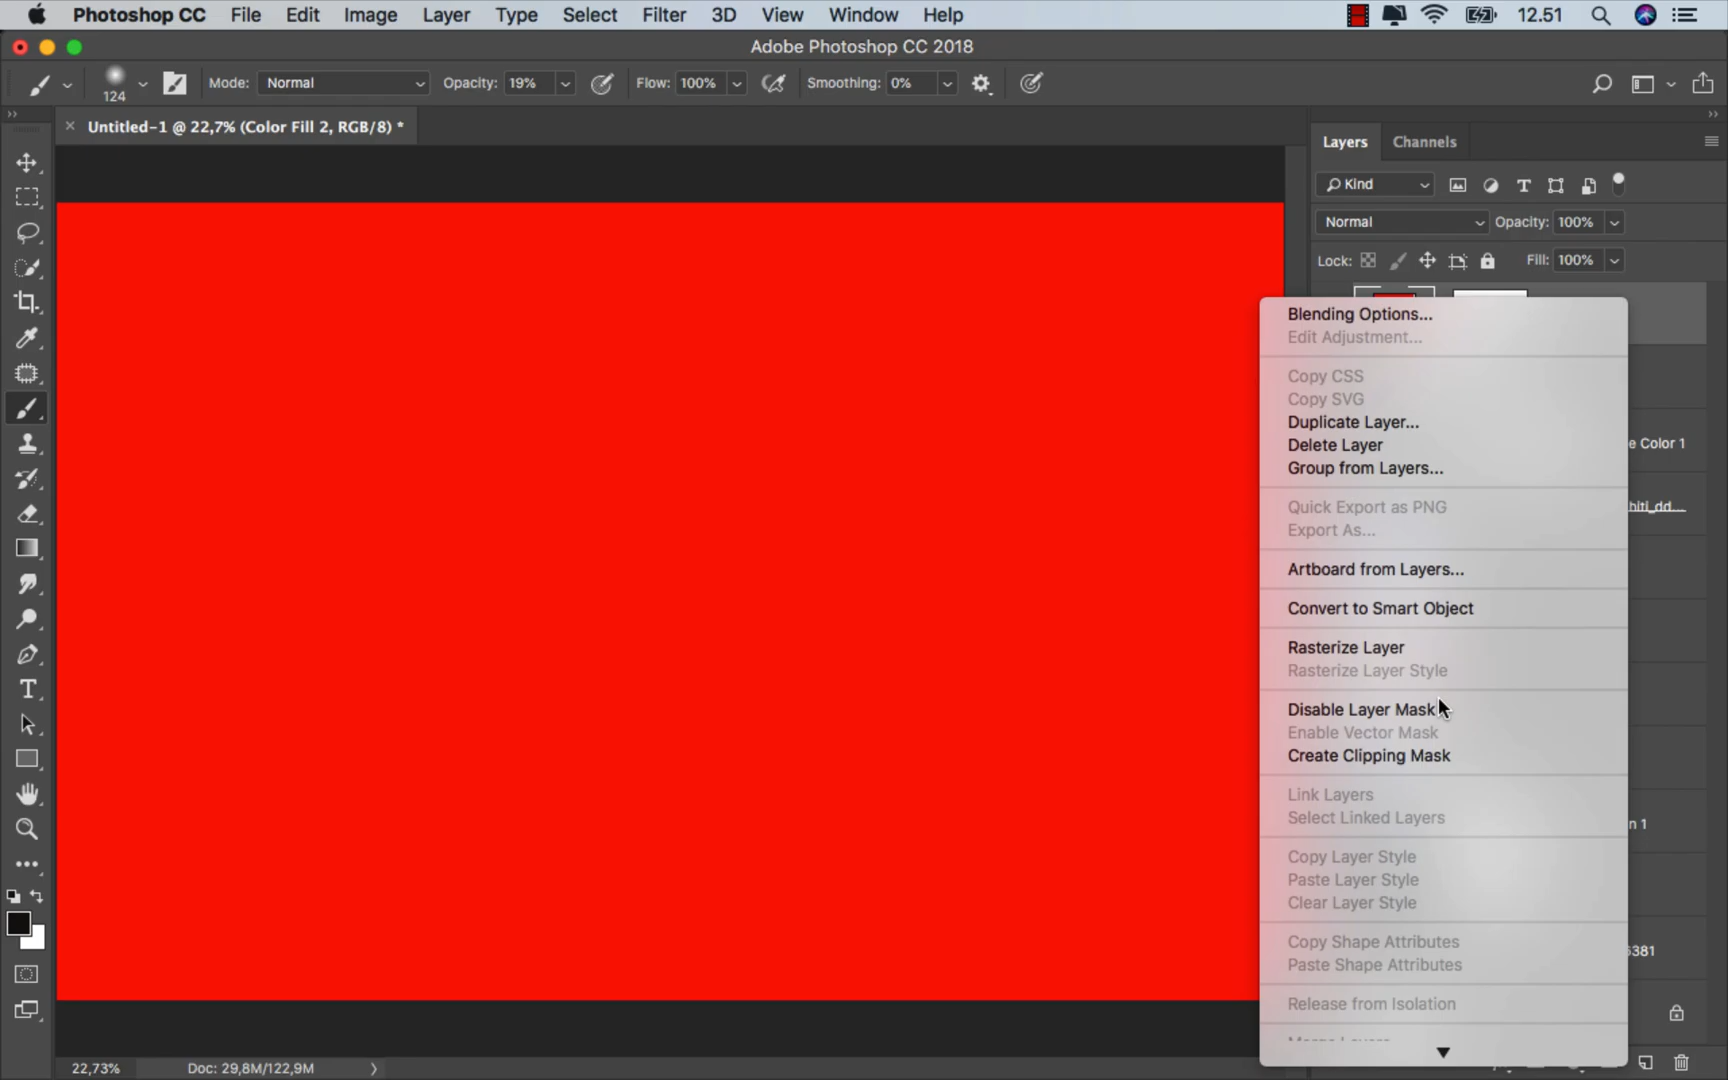 Photoshop CC File Edit Image Layer Type Select Filter 3D View Window Help 12.51
Adobe Photoshop CC 2018
124 Mode: Normal Opacity: 19% Flow: 100% Smoothing: 0%
Untitled-1 @ 22,7% (Color Fill 2, RGB/8) *
Layers Channels
Kind
Normal Opacity: 100%
Lock: Fill: 100%
Blending Options...
Edit Adjustment...
Copy CSS
Copy SVG
Duplicate Layer...
Delete Layer
e Color 1
Group from Layers...
Quick Export as PNG
hiti_dd...
Export As...
Artboard from Layers...
Convert to Smart Object
Rasterize Layer
Rasterize Layer Style
Disable Layer Mask
Enable Vector Mask
Create Clipping Mask
Link Layers
Select Linked Layers
n 1
Copy Layer Style
Paste Layer Style
Clear Layer Style
Copy Shape Attributes
6381
Paste Shape Attributes
Release from Isolation
22,73% Doc: 29,8M/122,9M